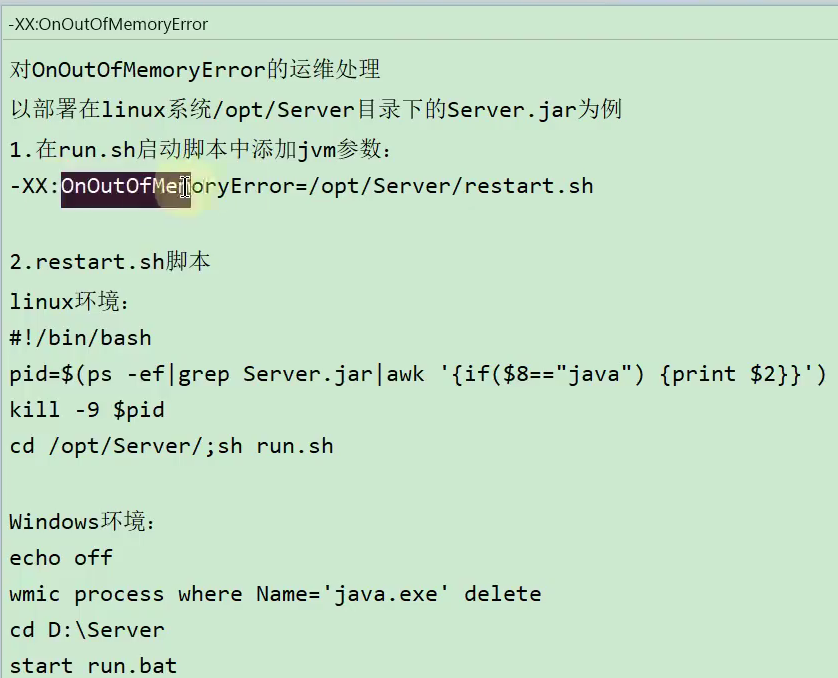 -XX:OnOutOfMemoryError
对OnOutOfMemoryError的运维处理
以部署在linux系统/opt/Server目录下的Server.jar为例
1.在run.sh启动脚本中添加jvm参数:
-XX:OnOutOfMemoryError=/opt/Server/restart.sh
2.restart.sh脚本
linux环境:
#!/bin/bash
pid=$(ps -ef|grep Server.jar|awk '{if($8=="java") {print $2}}')
kill -9 $pid
cd /opt/Server/;sh run.sh
Windows环境:
echo off
wmic process where Name='java.exe' delete
cd D:\Server
start run.bat